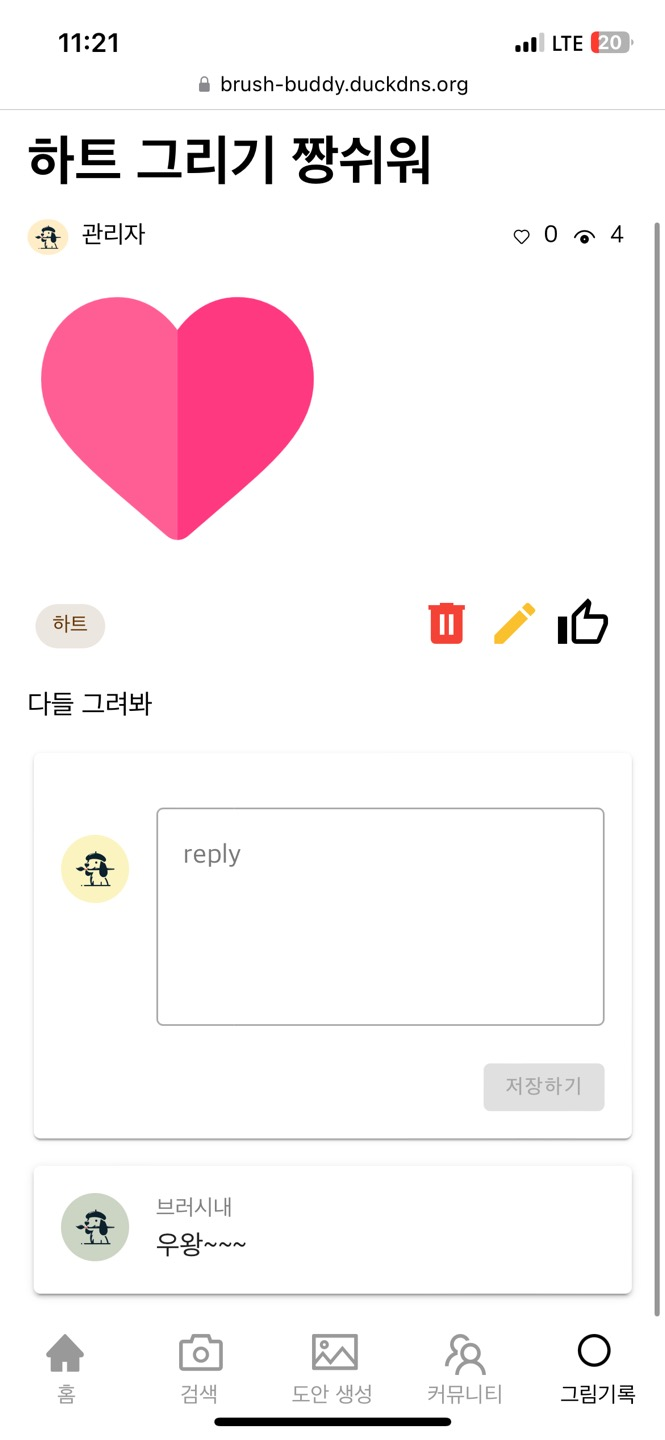 11:21
LTE
20
brush-buddy.duckdns.org
하트 그리기 짱쉬워
관리자
0
4
하트
다들 그려봐
reply
저장하기
브러시내
우왕~~~
홈
검색
도안 생성
커뮤니티
그림기록